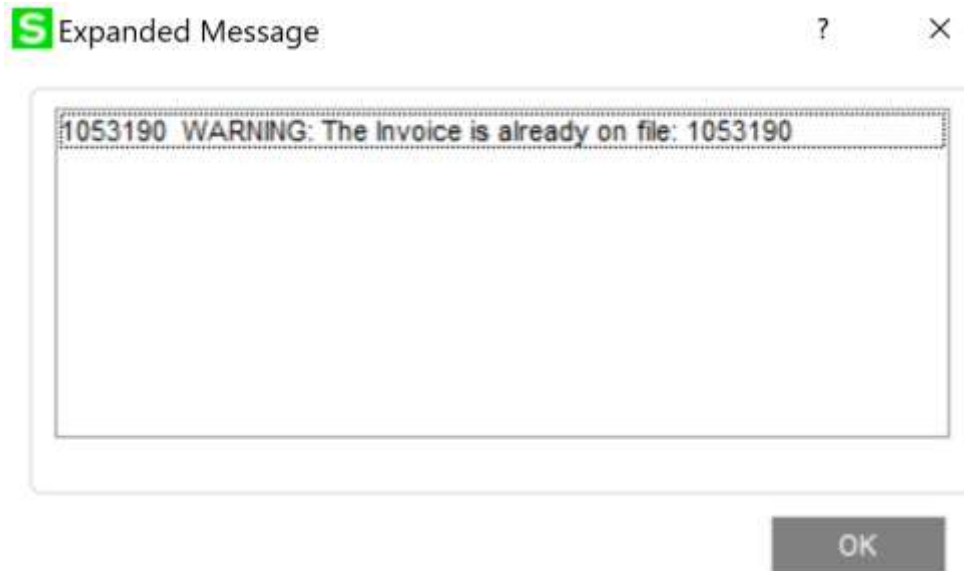 S Expanded Message ? ×
1053190 WARNING: The Invoice is already on file: 1053190
OK